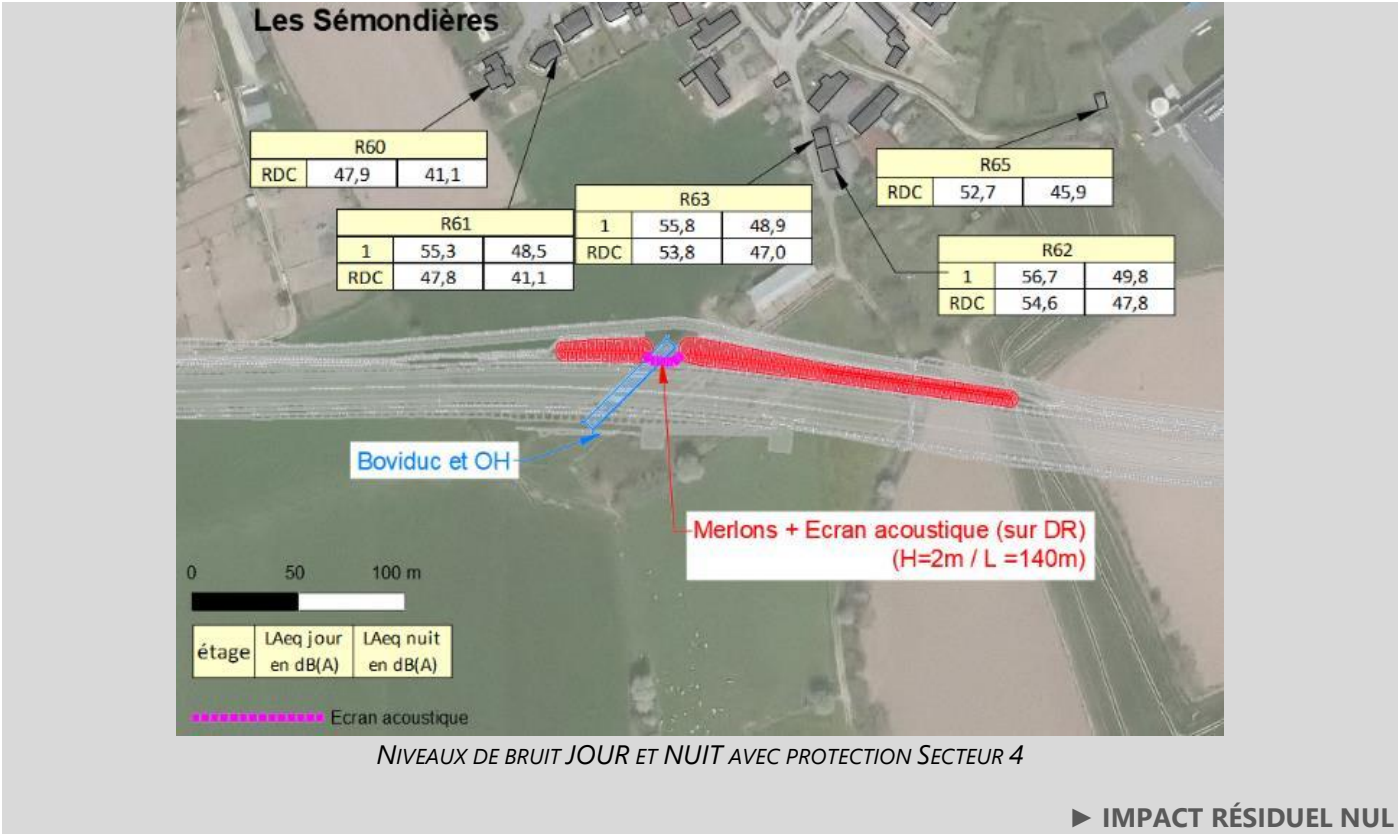 Les Sémondières
R60
RDC 47,9 41,1
R61
1 55,3 48,5
RDC 47,8 41,1
R63
1 55,8 48,9
RDC 53,8 47,0
R65
RDC 52,7 45,9
R62
1 56,7 49,8
RDC 54,6 47,8
Boviduc et OH
Merlons + Ecran acoustique (sur DR)
(H=2m / L =140m)
0 50 100 m
étage LAeq jour en dB(A) LAeq nuit en dB(A)
Ecran acoustique
NIVEAUX DE BRUIT JOUR ET NUIT AVEC PROTECTION SECTEUR 4
► IMPACT RÉSIDUEL NUL